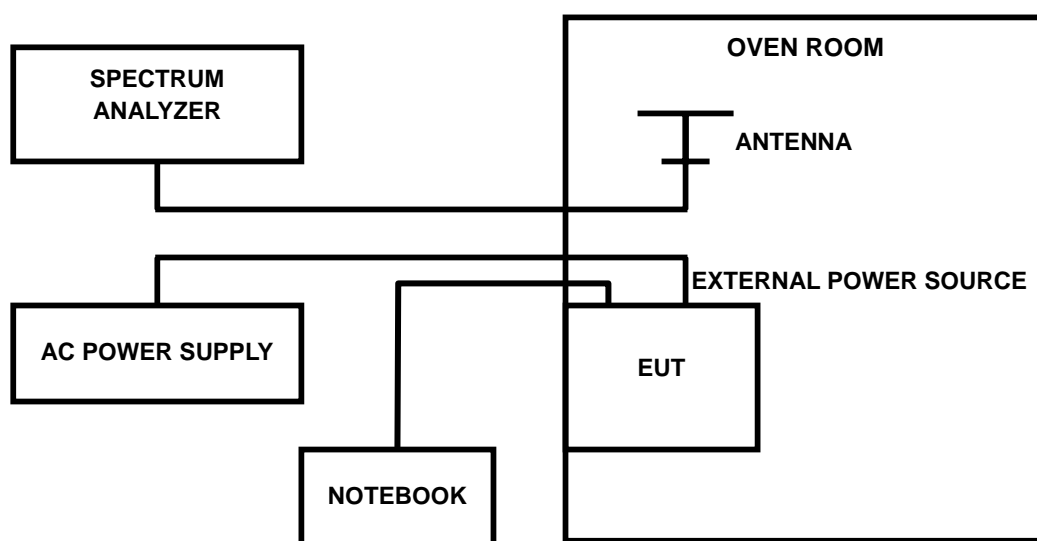 OVEN ROOM
SPECTRUM
ANALYZER
ANTENNA
EXTERNAL POWER SOURCE
AC POWER SUPPLY
EUT
NOTEBOOK